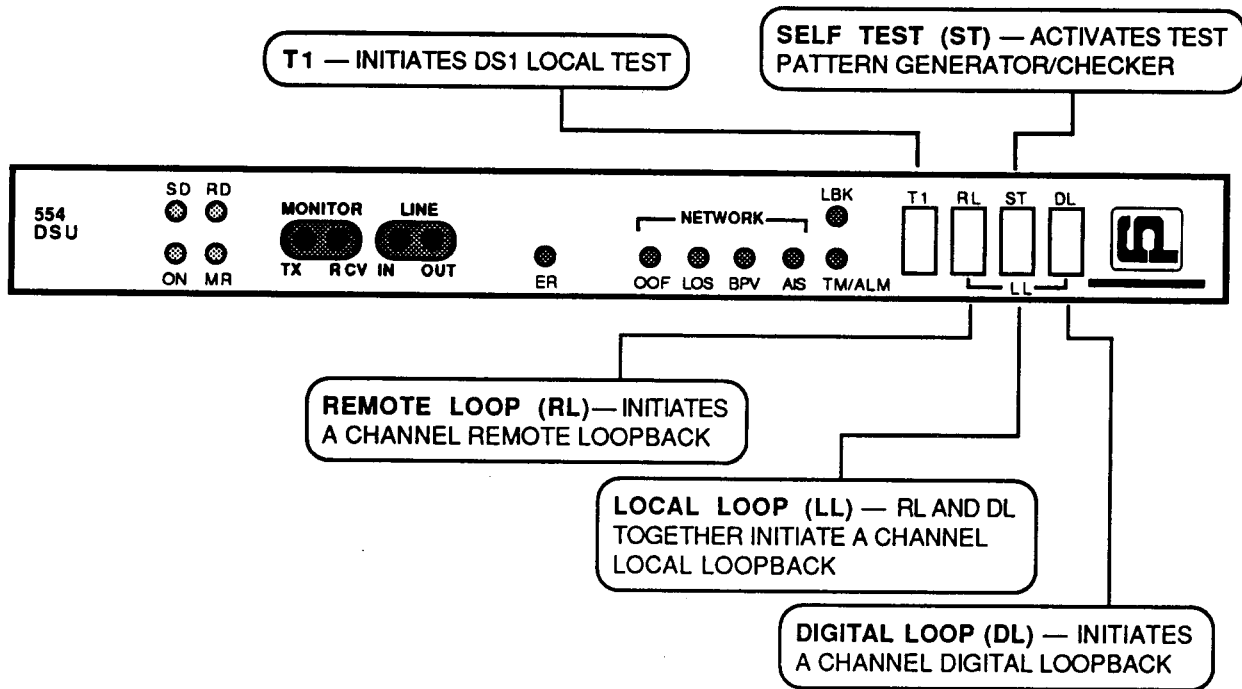 T1 — INITIATES DS1 LOCAL TEST
SELF TEST (ST) — ACTIVATES TEST
PATTERN GENERATOR/CHECKER
554
DSU
SD RD
ON MR
MONITOR LINE
TX RCV IN OUT
ER
NETWORK
OOF LOS BPV AIS
LBK
TM/ALM
T1 RL ST DL
LL
REMOTE LOOP (RL)— INITIATES
A CHANNEL REMOTE LOOPBACK
LOCAL LOOP (LL) — RL AND DL
TOGETHER INITIATE A CHANNEL
LOCAL LOOPBACK
DIGITAL LOOP (DL) — INITIATES
A CHANNEL DIGITAL LOOPBACK